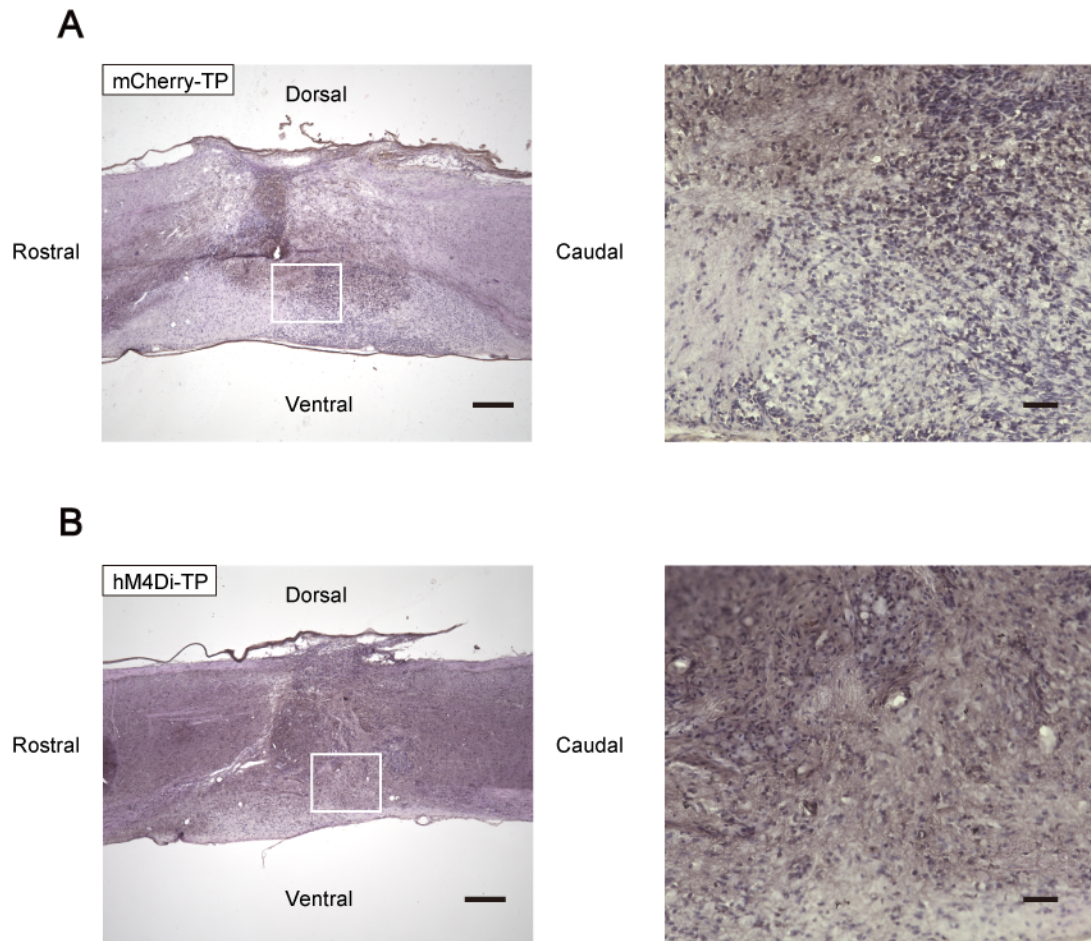 A
mCherry-TP
Dorsal
Rostral
Caudal
Ventral
B
hM4Di-TP
Dorsal
Rostral
Caudal
Ventral